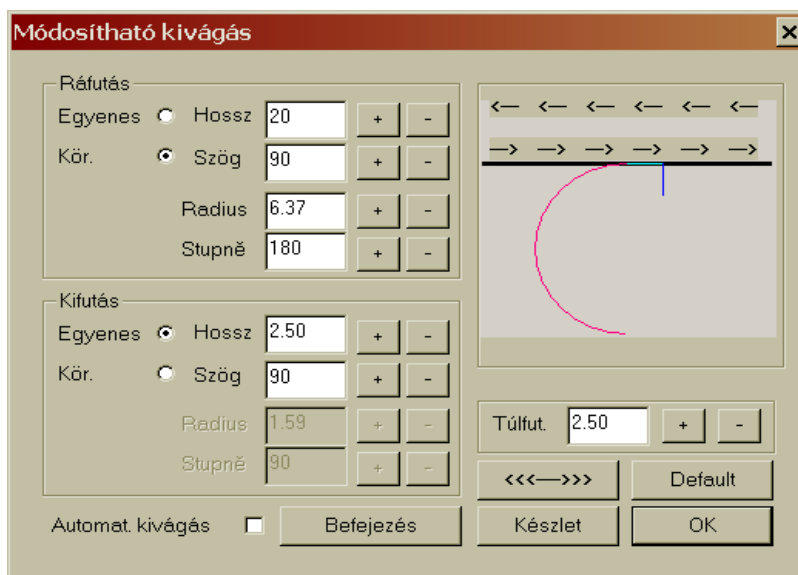 Módosítható kivágás
Ráfutás
Egyenes Hossz 20 + -
Kör. Szög 90 + -
Radius 6.37 + -
Stupně 180 + -
Kifutás
Egyenes Hossz 2.50 + -
Kör. Szög 90 + -
Radius 1.59 + -
Stupně 90 + -
Automat. kivágás Befejezés
<— <— <— <— <— <—
—> —> —> —> —> —>
Túlfut. 2.50 + -
<<<—>>> Default
Készlet OK